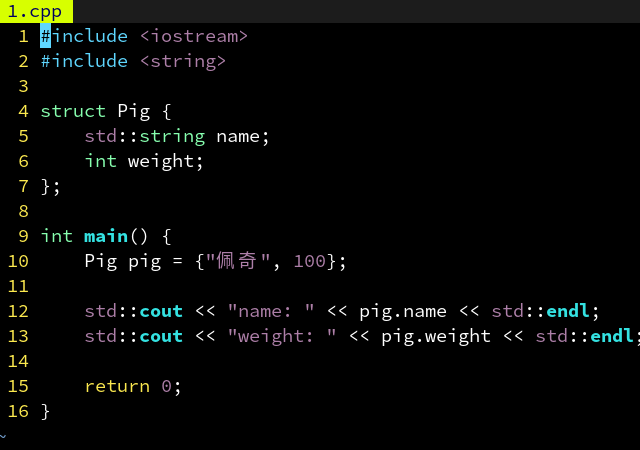 1.cpp
1 #include <iostream>
2 #include <string>
3
4 struct Pig {
5     std::string name;
6     int weight;
7 };
8
9 int main() {
10     Pig pig = {"佩奇", 100};
11
12     std::cout << "name: " << pig.name << std::endl;
13     std::cout << "weight: " << pig.weight << std::endl;
14
15     return 0;
16 }
~